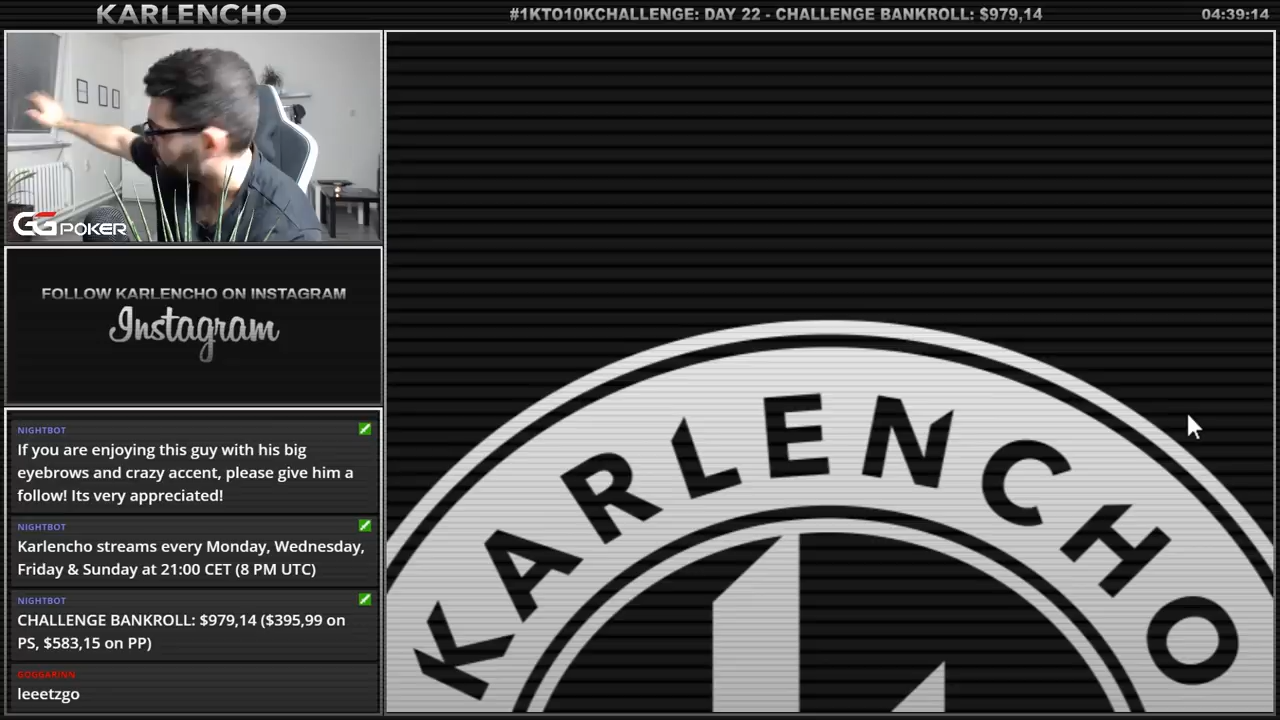 KARLENCHO
#1KTO10KCHALLENGE: DAY 22 - CHALLENGE BANKROLL: $979,14
04:39:14
GGPOKER
FOLLOW KARLENCHO ON INSTAGRAM
Instagram
NIGHTBOT
If you are enjoying this guy with his big
eyebrows and crazy accent, please give him a
follow! Its very appreciated!
NIGHTBOT
Karlencho streams every Monday, Wednesday,
Friday & Sunday at 21:00 CET (8 PM UTC)
NIGHTBOT
CHALLENGE BANKROLL: $979,14 ($395,99 on
PS, $583,15 on PP)
GOGGARINN
leeetzgo
KARLENCHO